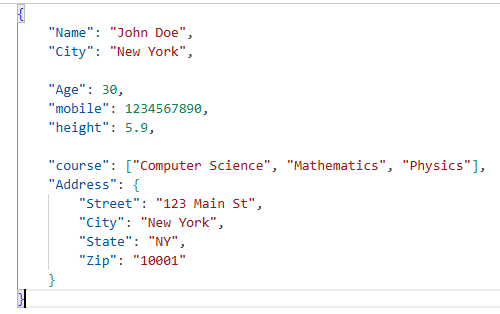 {
    "Name": "John Doe",
    "City": "New York",

    "Age": 30,
    "mobile": 1234567890,
    "height": 5.9,

    "course": ["Computer Science", "Mathematics", "Physics"],
    "Address": {
        "Street": "123 Main St",
        "City": "New York",
        "State": "NY",
        "Zip": "10001"
    }
}